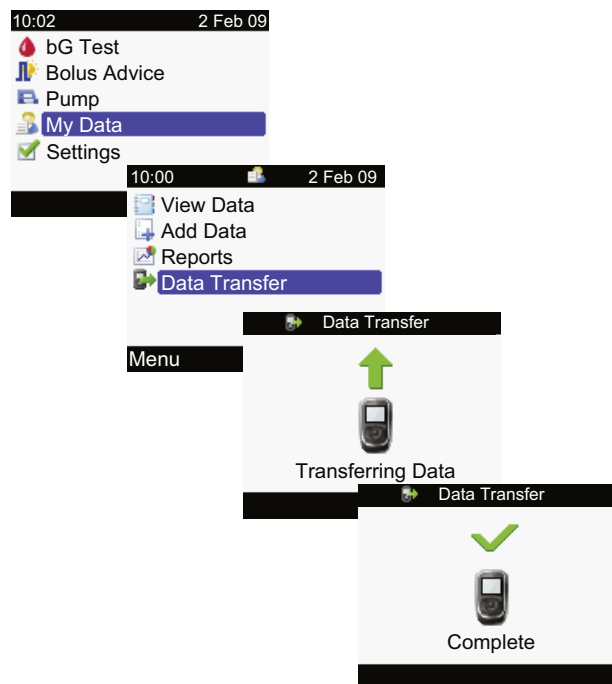 10:02 2 Feb 09
bG Test
Bolus Advice
Pump
My Data
Settings
10:00 2 Feb 09
View Data
Add Data
Reports
Data Transfer
Menu
Data Transfer
Transferring Data
Data Transfer
Complete